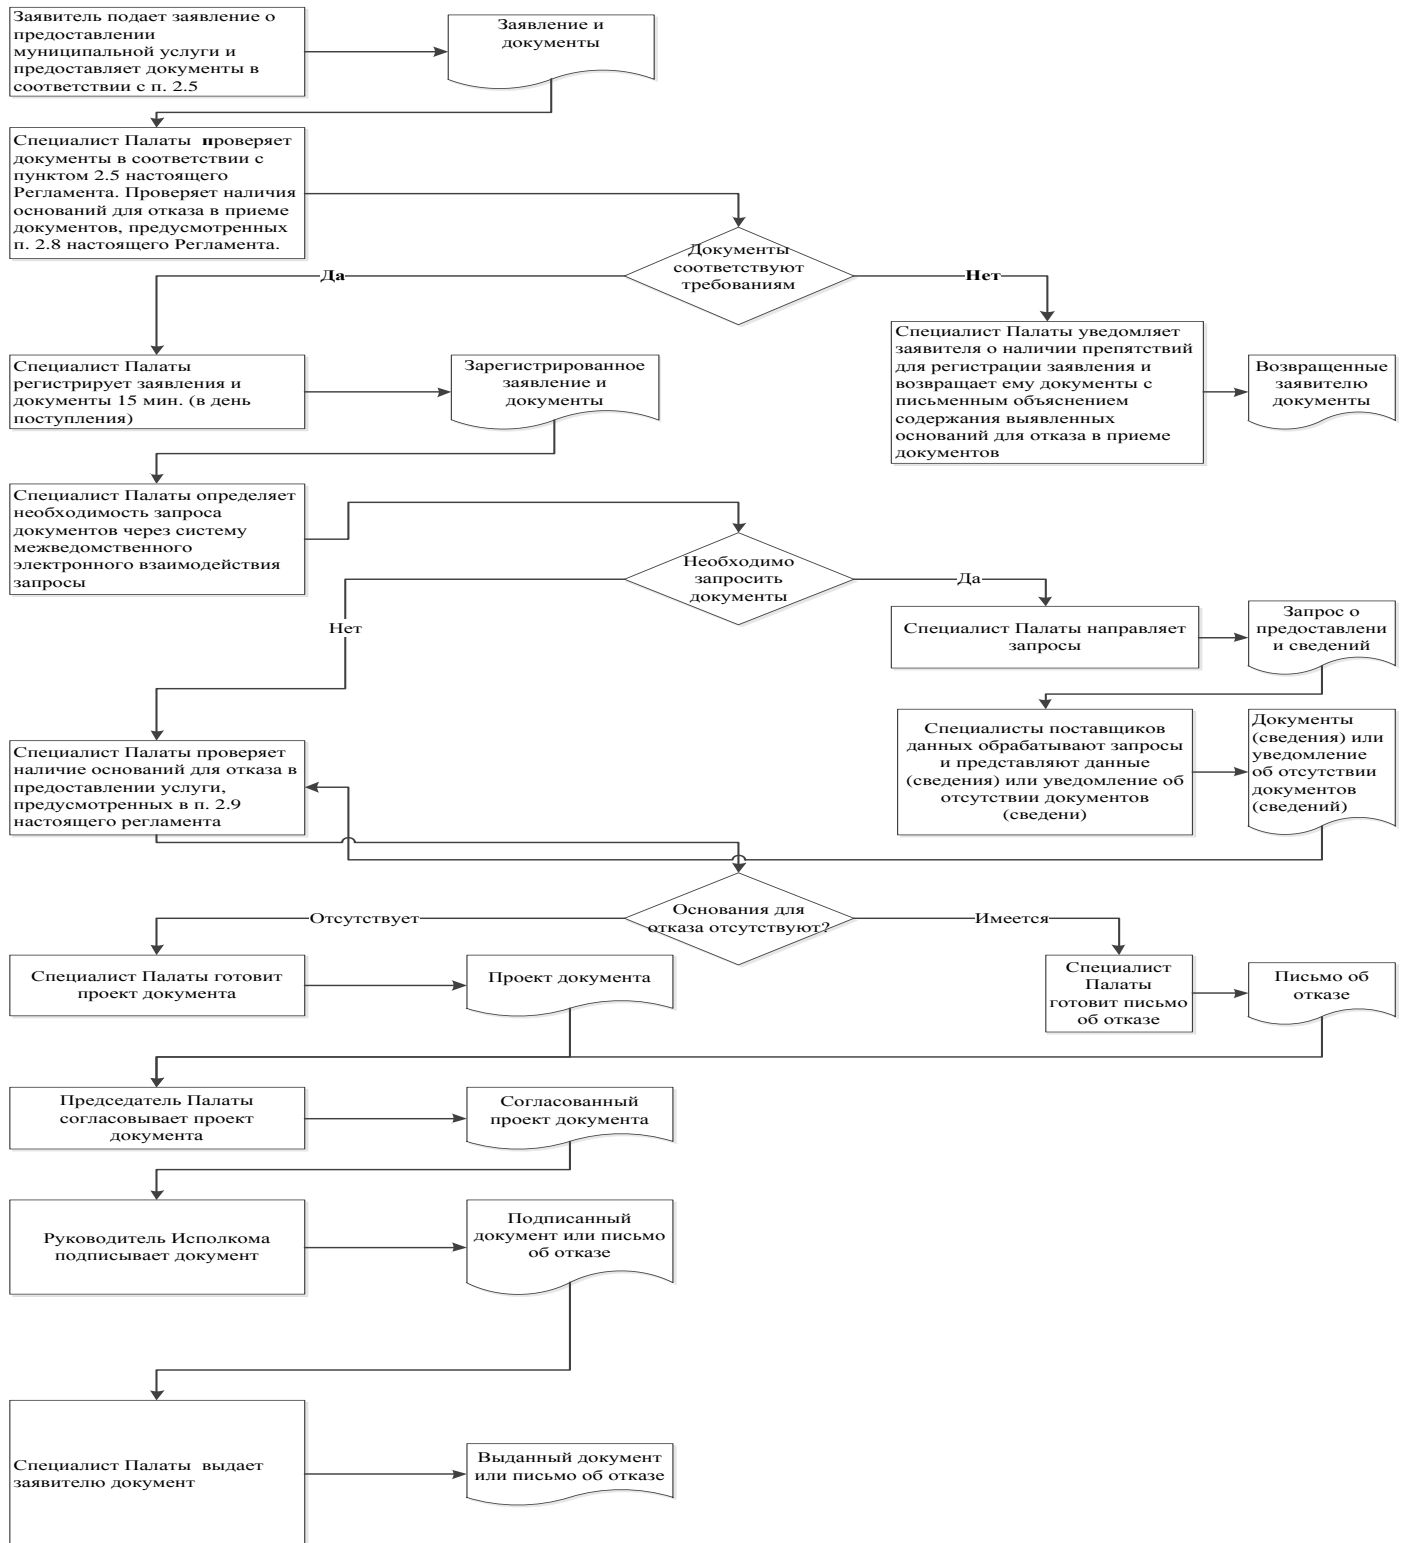 Заявитель подает заявление о
предоставлении
муниципальной услуги и
предоставляет документы в
соответствии с п. 2.5
Заявление и
документы
Специалист Палаты проверяет
документы в соответствии с
пунктом 2.5 настоящего
Регламента. Проверяет наличия
оснований для отказа в приеме
документов, предусмотренных
п. 2.8 настоящего Регламента.
Документы
соответствуют
требованиям
Да
Нет
Специалист Палаты
регистрирует заявления и
документы 15 мин. (в день
поступления)
Зарегистрированное
заявление и
документы
Специалист Палаты уведомляет
заявителя о наличии препятствий
для регистрации заявления и
возвращает ему документы с
письменным объяснением
содержания выявленных
оснований для отказа в приеме
документов
Возвращенные
заявителю
документы
Специалист Палаты определяет
необходимость запроса
документов через систему
межведомственного
электронного взаимодействия
запросы
Необходимо
запросить
документы
Да
Нет
Специалист Палаты направляет
запросы
Запрос о
предоставлени
и сведений
Специалисты поставщиков
данных обрабатывают запросы
и представляют данные
(сведения) или уведомление об
отсутствии документов
(сведени)
Документы
(сведения) или
уведомление
об отсутствии
документов
(сведений)
Специалист Палаты проверяет
наличие оснований для отказа в
предоставлении услуги,
предусмотренных в п. 2.9
настоящего регламента
Основания для
отказа отсутствуют?
Отсутствует
Имеется
Специалист Палаты готовит
проект документа
Проект документа
Специалист
Палаты
готовит письмо
об отказе
Письмо об
отказе
Председатель Палаты
согласовывает проект
документа
Согласованный
проект документа
Руководитель Исполкома
подписывает документ
Подписанный
документ или письмо
об отказе
Специалист Палаты выдает
заявителю документ
Выданный документ
или письмо об отказе